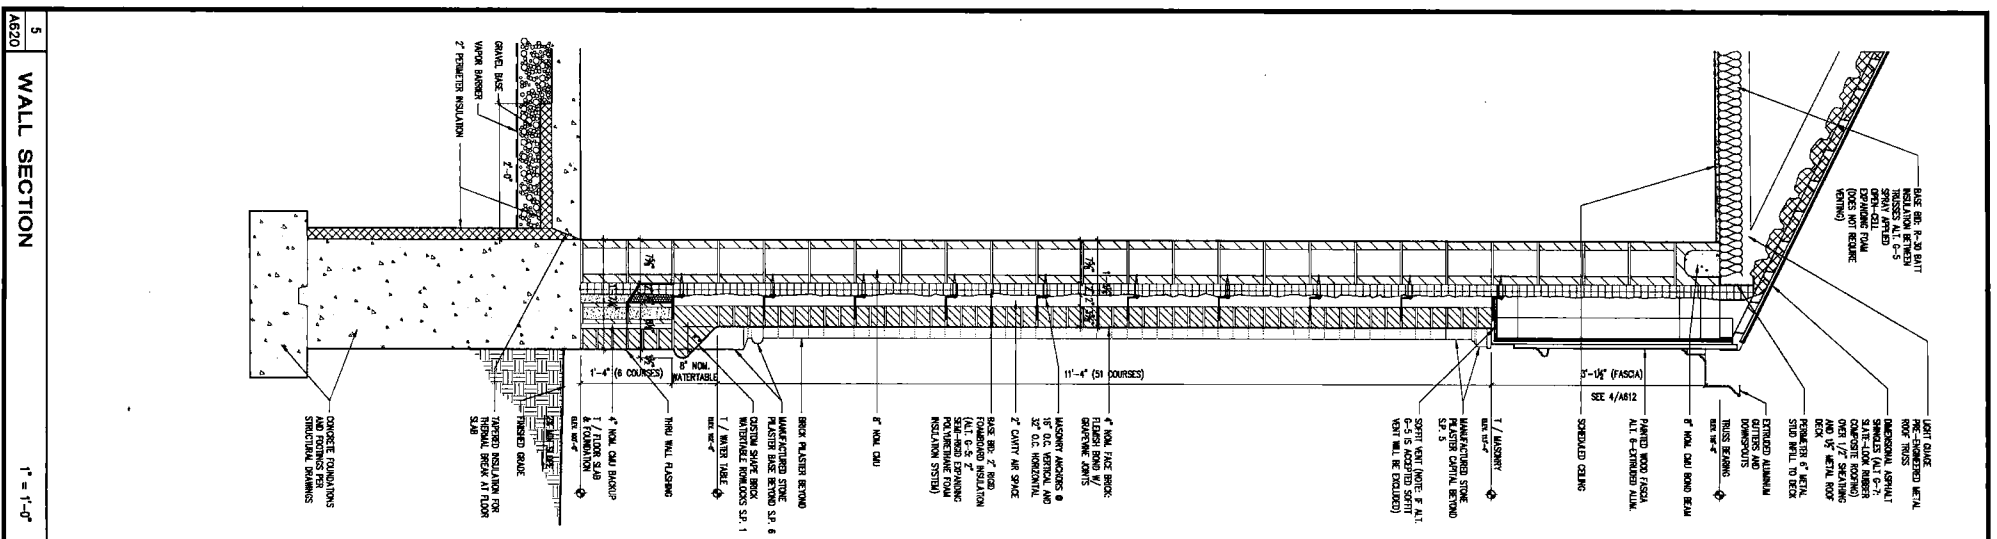 5
A620
WALL SECTION
1" = 1'-0"
GRAVEL BASE
VAPOR BARRIER
2" PERIMETER INSULATION
2'-0"
BASE BID: R-30 BATT
INSULATION BETWEEN
TRUSSES ALT. G-5
SPRAY APPLIED
OPEN-CELL
EXPANDING FOAM
(DOES NOT REQUIRE
VENTING)
LIGHT GUAGE
PRE-ENGINEERED METAL
ROOF TRUSS
DIMENSIONAL ASPHALT
SHINGLES (ALT G-7:
SLATE-LOOK RUBBER
COMPOSITE ROOFING)
OVER 1/2" SHEATHING
AND 1½" METAL ROOF
DECK
PERIMETER 6" METAL
STUD INFILL TO DECK
TRUSS BEARING
8" NOM. CMU BOND BEAM
EXTRUDED ALUMINUM
GUTTERS AND
DOWNSPOUTS
PAINTED WOOD FASCIA
ALT. 6-EXTRUDED ALUM.
SCHEDULED CEILING
3'-1½" (FASCIA)
SEE 4/A612
T / MASONRY
MANUFACTURED STONE
PILASTER CAPITAL BEYOND
S.P. 5
SOFFIT VENT (NOTE: IF ALT.
G-5 IS ACCEPTED SOFFIT
VENT WILL BE EXCLUDED)
4" NOM. FACE BRICK:
FLEMISH BOND W/
GRAPEVINE JOINTS
MASONRY ANCHORS @
16" O.C. VERTICAL AND
32" O.C. HORIZONTAL
2" CAVITY AIR SPACE
BASE BID: 2" RIGID
FOAMBOARD INSULATION
(ALT. G-5: 2"
SEMI-RIGID EXPANDING
POLYURETHANE FOAM
INSULATION SYSTEM)
8" NOM. CMU
11'-4" (51 COURSES)
BRICK PILASTER BEYOND
MANUFACTURED STONE
PILASTER BASE BEYOND S.P. 6
CUSTOM SHAPE BRICK
WATERTABLE ROWLOCKS S.P. 1
T / WATER TABLE
8" NOM.
WATERTABLE
THRU WALL FLASHING
4" NOM. CMU BACKUP
1'-4" (6 COURSES)
T / FLOOR SLAB
& FOUNDATION
FINISHED GRADE
TAPERED INSULATION FOR
THERMAL BREAK AT FLOOR
SLAB
CONCRETE FOUNDATIONS
AND FOOTINGS PER
STRUCTURAL DRAWINGS